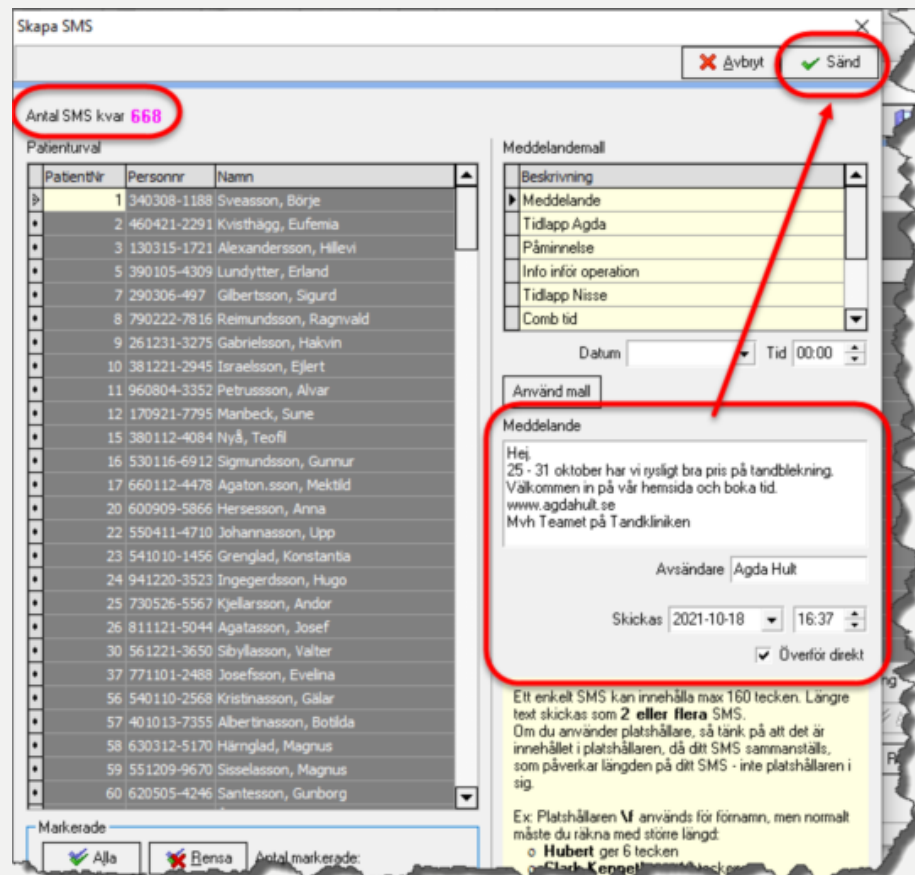 Skapa SMS
Avbryt Sänd
Antal SMS kvar 668
Patienturval
PatientNr Personnr Namn
1 340308-1188 Sveasson, Börje
2 460421-2291 Kvisthägg, Eufemia
3 130315-1721 Alexandersson, Hillevi
5 390105-4309 Lundytter, Erland
7 290306-497 Gilbertsson, Sigurd
8 790222-7816 Reimundsson, Ragnvald
9 261231-3275 Gabrielsson, Hakvin
10 381221-2945 Israelsson, Ejlert
11 960804-3352 Petrussson, Alvar
12 170921-7795 Manbeck, Sune
15 380112-4084 Nyå, Teofil
16 530116-6912 Sigmundsson, Gunnur
17 660112-4478 Agaton.sson, Mektild
20 600909-5866 Hersesson, Anna
22 550411-4710 Johannasson, Upp
23 541010-1456 Grenglad, Konstantia
24 941220-3523 Ingegerdsson, Hugo
25 730526-5567 Kjellarsson, Andor
26 811121-5044 Agatasson, Josef
30 561221-3650 Sibyllasson, Valter
37 771101-2488 Josefsson, Evelina
56 540110-2568 Kristinasson, Gälar
57 401013-7355 Albertinasson, Botilda
58 630312-5170 Härnglad, Magnus
59 551209-9670 Sisselasson, Magnus
60 620505-4246 Santesson, Gunborg
Markerade
Alla Rensa Antal markerade:
Meddelandemall
Beskrivning
Meddelande
Tidlapp Agda
Påminnelse
Info inför operation
Tidlapp Nisse
Comb tid
Datum Tid 00:00
Använd mall
Meddelande
Hej.
25 - 31 oktober har vi rysligt bra pris på tandblekning.
Välkommen in på vår hemsida och boka tid.
www.agdahult.se
Mvh Teamet på Tandkliniken
Avsändare Agda Hult
Skickas 2021-10-18 16:37
Överför direkt
Ett enkelt SMS kan innehålla max 160 tecken. Längre
text skickas som 2 eller flera SMS.
Om du använder platshållare, så tänk på att det är
innehållet i platshållaren, då ditt SMS sammanställs,
som påverkar längden på ditt SMS - inte platshållaren i
sig.
Ex: Platshållaren \f används för förnamn, men normalt
måste du räkna med större längd:
Hubert ger 6 tecken